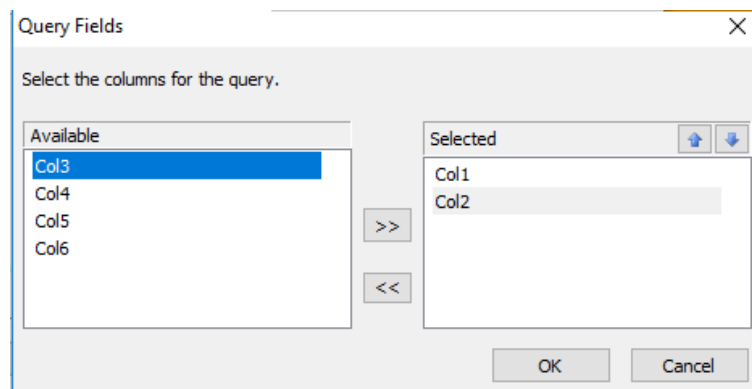 Query Fields
Select the columns for the query.
Available
Col3
Col4
Col5
Col6
>>
<<
Selected
Col1
Col2
OK
Cancel